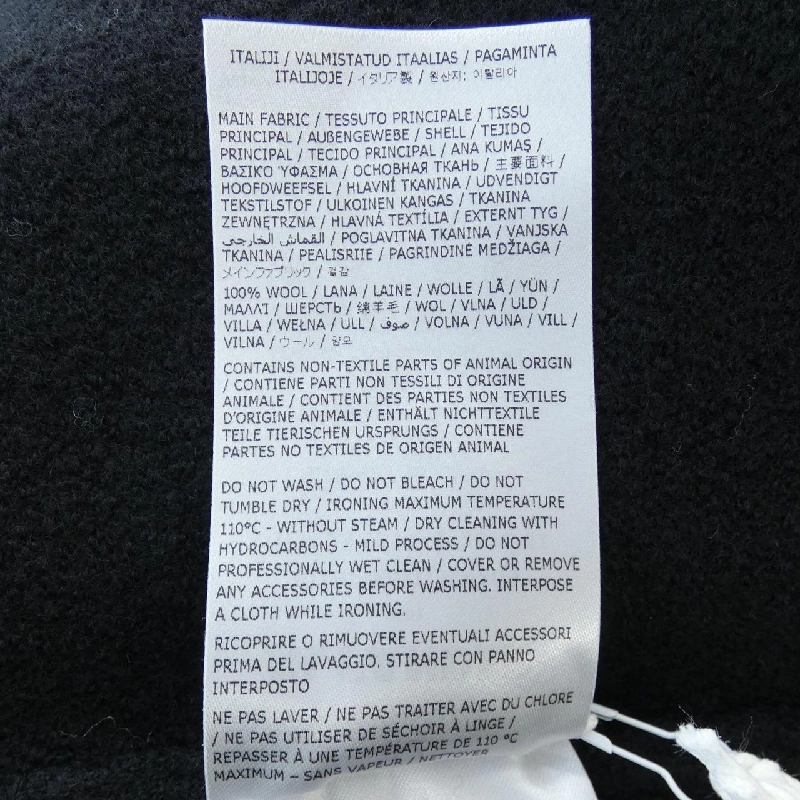 ITALIJI / VALMISTATUD ITAALIAS / PAGAMINTA
ITALIJOJE / イタリア製 / 원산지: 이탈리아
MAIN FABRIC / TESSUTO PRINCIPALE / TISSU
PRINCIPAL / AUßENGEWEBE / SHELL / TEJIDO
PRINCIPAL / TECIDO PRINCIPAL / ANA KUMAŞ /
ΒΑΣΙΚΌ ΎΦΑΣΜΑ / ОСНОВНАЯ ТКАНЬ / 主要面料 /
HOOFDWEEFSEL / HLAVNÍ TKANINA / UDVENDIGT
TEKSTILSTOF / ULKOINEN KANGAS / TKANINA
ZEWNĘTRZNA / HLAVNÁ TEXTÍLIA / EXTERNT TYG /
القماش الخارجي / POGLAVITNA TKANINA / VANJSKA
TKANINA / PEALISRIIE / PAGRINDINĖ MEDŽIAGA /
メインファブリック / 겉감
100% WOOL / LANA / LAINE / WOLLE / LÃ / YÜN /
ΜΑΛΛΊ / ШЕРСТЬ / 绵羊毛 / WOL / VLNA / ULD /
VILLA / WEŁNA / ULL / صوف / VOLNA / VUNA / VILL /
VILNA / ウール / 양모
CONTAINS NON-TEXTILE PARTS OF ANIMAL ORIGIN
/ CONTIENE PARTI NON TESSILI DI ORIGINE
ANIMALE / CONTIENT DES PARTIES NON TEXTILES
D'ORIGINE ANIMALE / ENTHÄLT NICHTTEXTILE
TEILE TIERISCHEN URSPRUNGS / CONTIENE
PARTES NO TEXTILES DE ORIGEN ANIMAL
DO NOT WASH / DO NOT BLEACH / DO NOT
TUMBLE DRY / IRONING MAXIMUM TEMPERATURE
110°C - WITHOUT STEAM / DRY CLEANING WITH
HYDROCARBONS - MILD PROCESS / DO NOT
PROFESSIONALLY WET CLEAN / COVER OR REMOVE
ANY ACCESSORIES BEFORE WASHING. INTERPOSE
A CLOTH WHILE IRONING.
RICOPRIRE O RIMUOVERE EVENTUALI ACCESSORI
PRIMA DEL LAVAGGIO. STIRARE CON PANNO
INTERPOSTO
NE PAS LAVER / NE PAS TRAITER AVEC DU CHLORE
/ NE PAS UTILISER DE SÉCHOIR À LINGE /
REPASSER À UNE TEMPÉRATURE DE 110 °C
MAXIMUM – SANS VAPEUR / NETTOYER